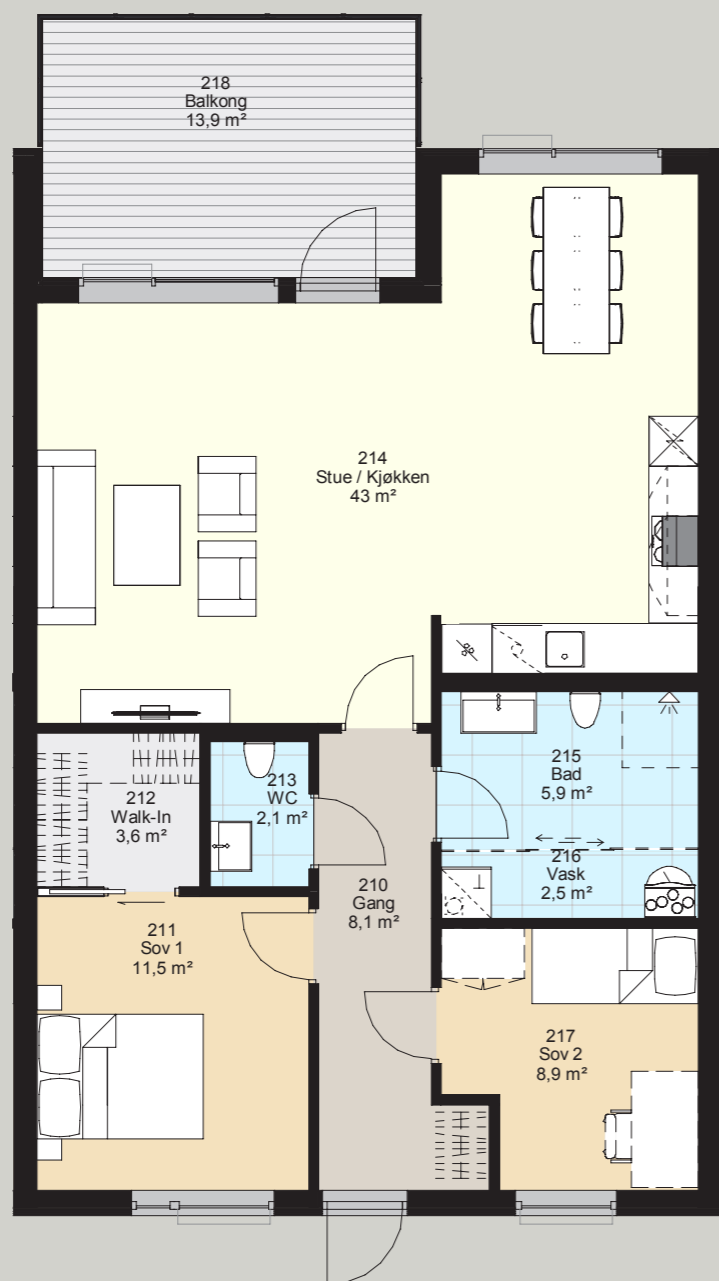 218
Balkong
13,9 m²
214
Stue / Kjøkken
43 m²
212
Walk-In
3,6 m²
213
WC
2,1 m²
215
Bad
5,9 m²
216
Vask
2,5 m²
210
Gang
8,1 m²
211
Sov 1
11,5 m²
217
Sov 2
8,9 m²